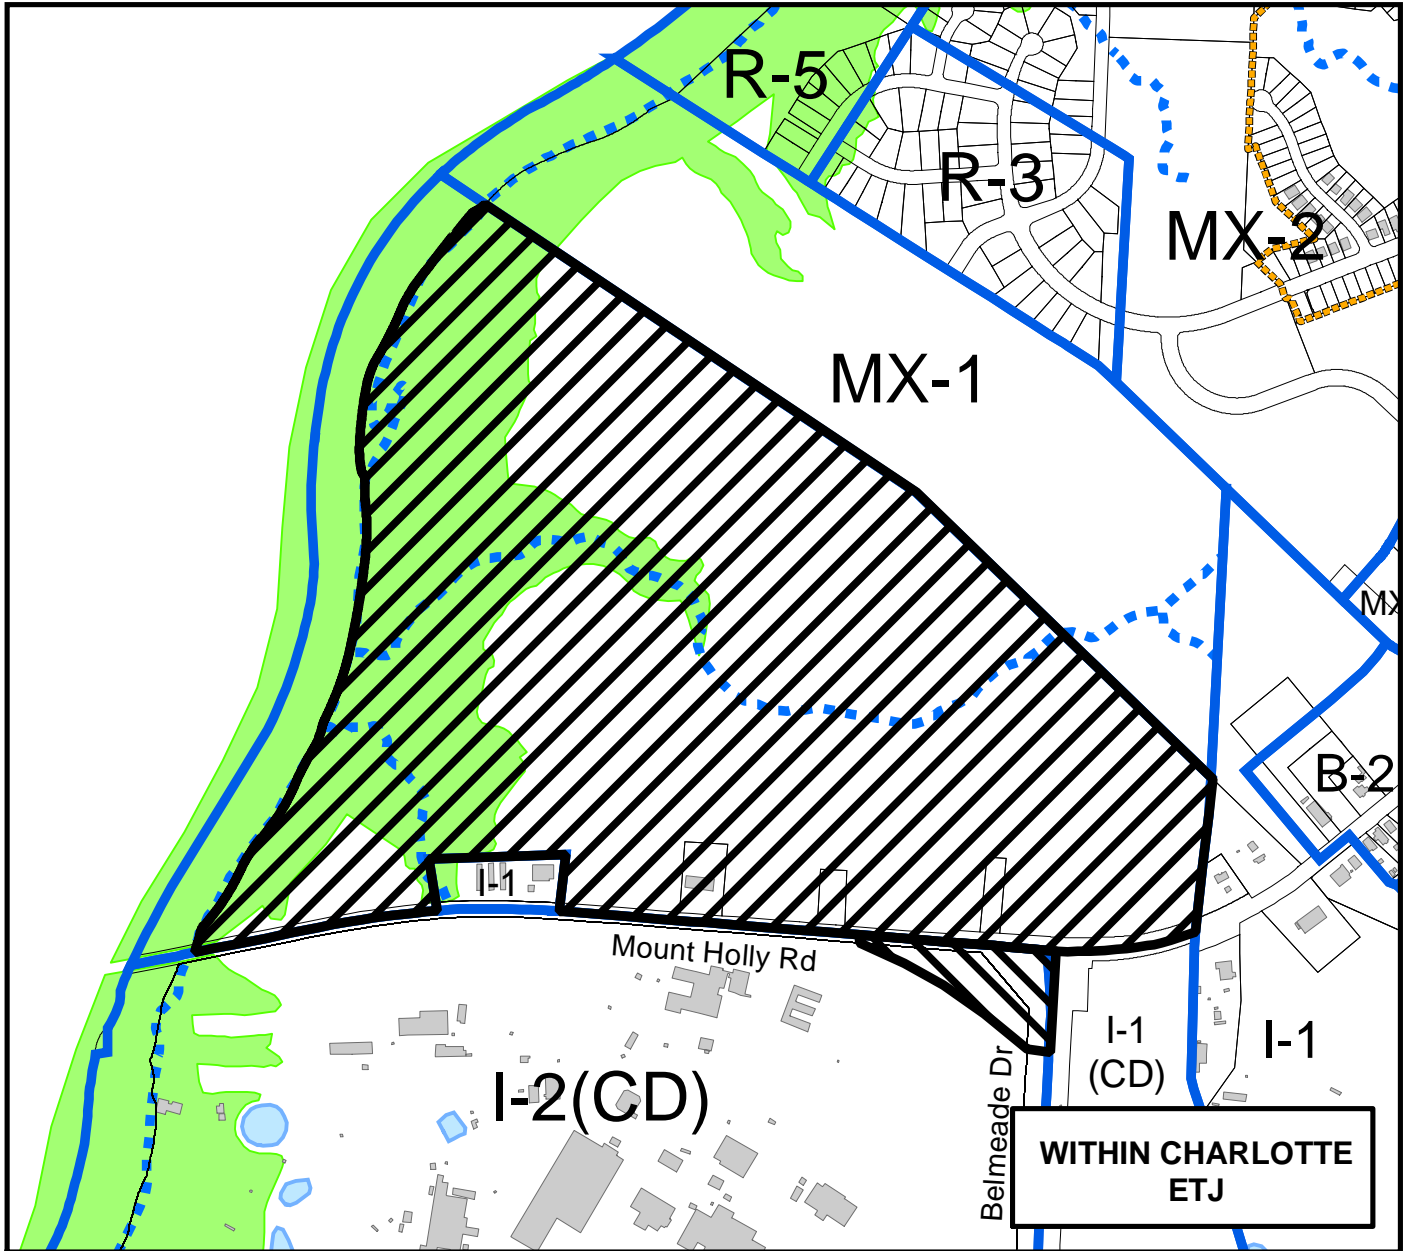 R-5
R-3
MX-2
MX-1
MX
B-2
I-1
Mount Holly Rd
I-2(CD)
Belmeade Dr
I-1
(CD)
I-1
WITHIN CHARLOTTE
ETJ